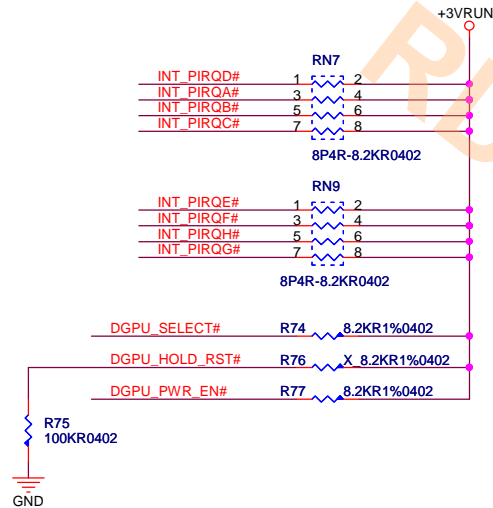 +3VRUN
RN7
INT_PIRQD# 1 2
INT_PIRQA# 3 4
INT_PIRQB# 5 6
INT_PIRQC# 7 8
8P4R-8.2KR0402
RN9
INT_PIRQE# 1 2
INT_PIRQF# 3 4
INT_PIRQH# 5 6
INT_PIRQG# 7 8
8P4R-8.2KR0402
DGPU_SELECT# R74 8.2KR1%0402
DGPU_HOLD_RST# R76 X_8.2KR1%0402
DGPU_PWR_EN# R77 8.2KR1%0402
R75
100KR0402
GND